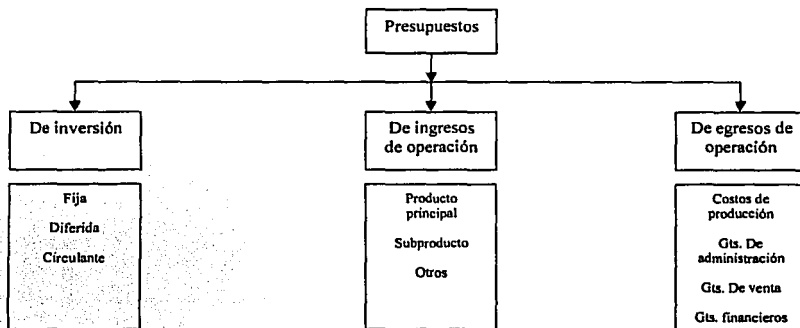 Presupuestos
De inversión
Fija
Diferida
Circulante
De ingresos
de operación
Producto
principal
Subproducto
Otros
De egresos de
operación
Costos de
producción
Gts. De
administración
Gts. De venta
Gts. financieros